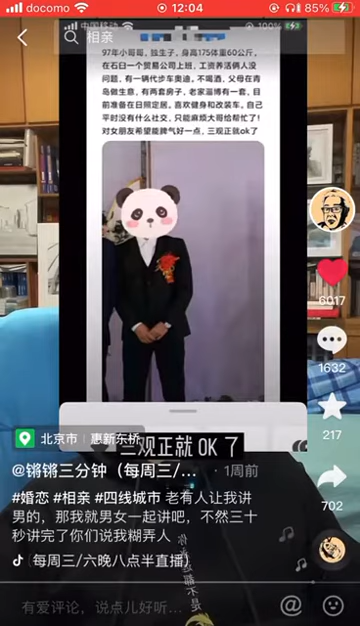 docomo 12:04 85%
中国移动 100%
相亲
97年小哥哥，独生子，身高175体重60公斤，
在石臼一个贸易公司上班，工资养活俩人没
问题，有一辆代步车奥迪，不喝酒，父母在青
岛做生意，有两套房子，老家淄博有一套，目
前准备在日照定居，喜欢健身和改装车，自己
平时没有什么社交，只能麻烦大哥给帮忙了!
对女朋友希望能脾气好一点，三观正就ok了
6017
1632
217
702
三观正就 OK 了
北京市 | 惠新东桥
@锵锵三分钟（每周三/... · 1周前
#婚恋 #相亲 #四线城市 老有人让我讲
男的，那我就男女一起讲吧，不然三十
秒讲完了你们说我糊弄人
（每周三/六晚八点半直播）
有爱评论，说点儿好听...